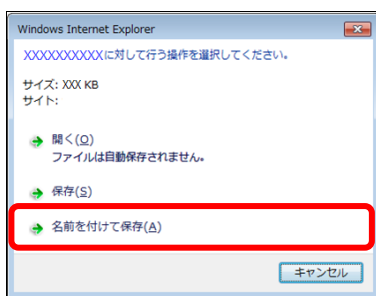 Windows Internet Explorer
XXXXXXXXXXに対して行う操作を選択してください。
サイズ: XXX KB
サイト:
開く(O)
ファイルは自動保存されません。
保存(S)
名前を付けて保存(A)
キャンセル